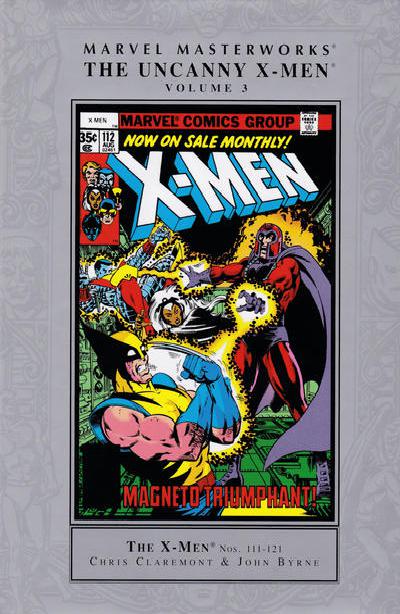 MARVEL MASTERWORKS®
THE UNCANNY X-MEN®
VOLUME 3
X-MEN
MARVEL COMICS GROUP
35¢ 112 AUG 02461
NOW ON SALE MONTHLY!
X-MEN
MAGNETO TRIUMPHANT!
THE X-MEN® NOS. 111-121
CHRIS CLAREMONT & JOHN BYRNE